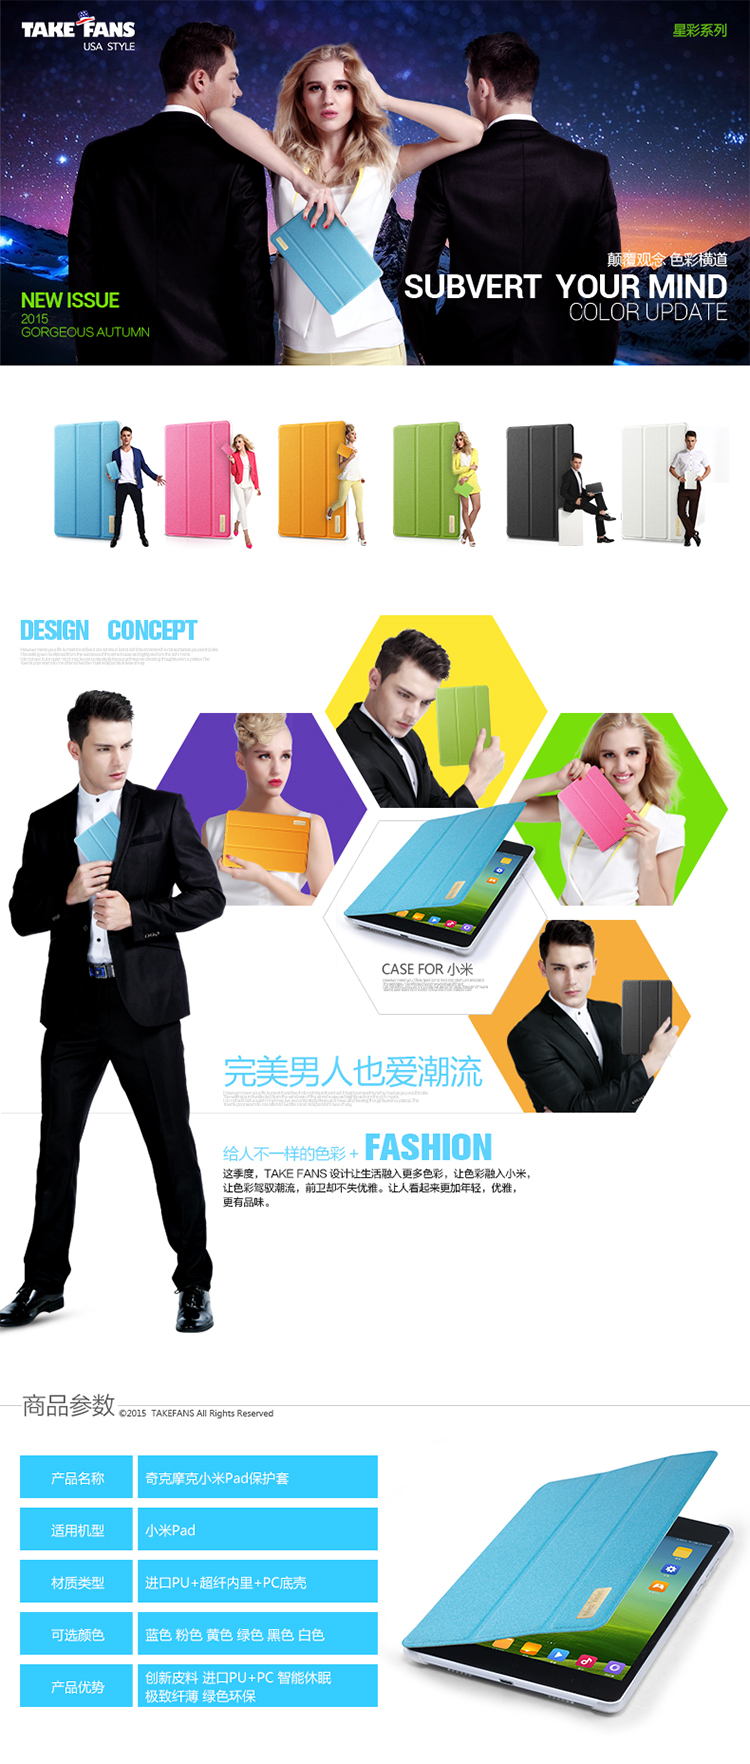 TAKE FANS
USA STYLE
星彩系列
颠覆观念 色彩横道
SUBVERT YOUR MIND
COLOR UPDATE
NEW ISSUE
2015
GORGEOUS AUTUMN
DESIGN CONCEPT
CASE FOR 小米
完美男人也爱潮流
给人不一样的色彩 + FASHION
这季度，TAKE FANS 设计让生活融入更多色彩，让色彩融入小米，
让色彩驾驭潮流，前卫却不失优雅。让人看起来更加年轻，优雅，
更有品味。
商品参数 ©2015 TAKEFANS All Rights Reserved
产品名称 奇克摩克小米Pad保护套
适用机型 小米Pad
材质类型 进口PU+超纤内里+PC底壳
可选颜色 蓝色 粉色 黄色 绿色 黑色 白色
产品优势 创新皮料 进口PU+PC 智能休眠
极致纤薄 绿色环保